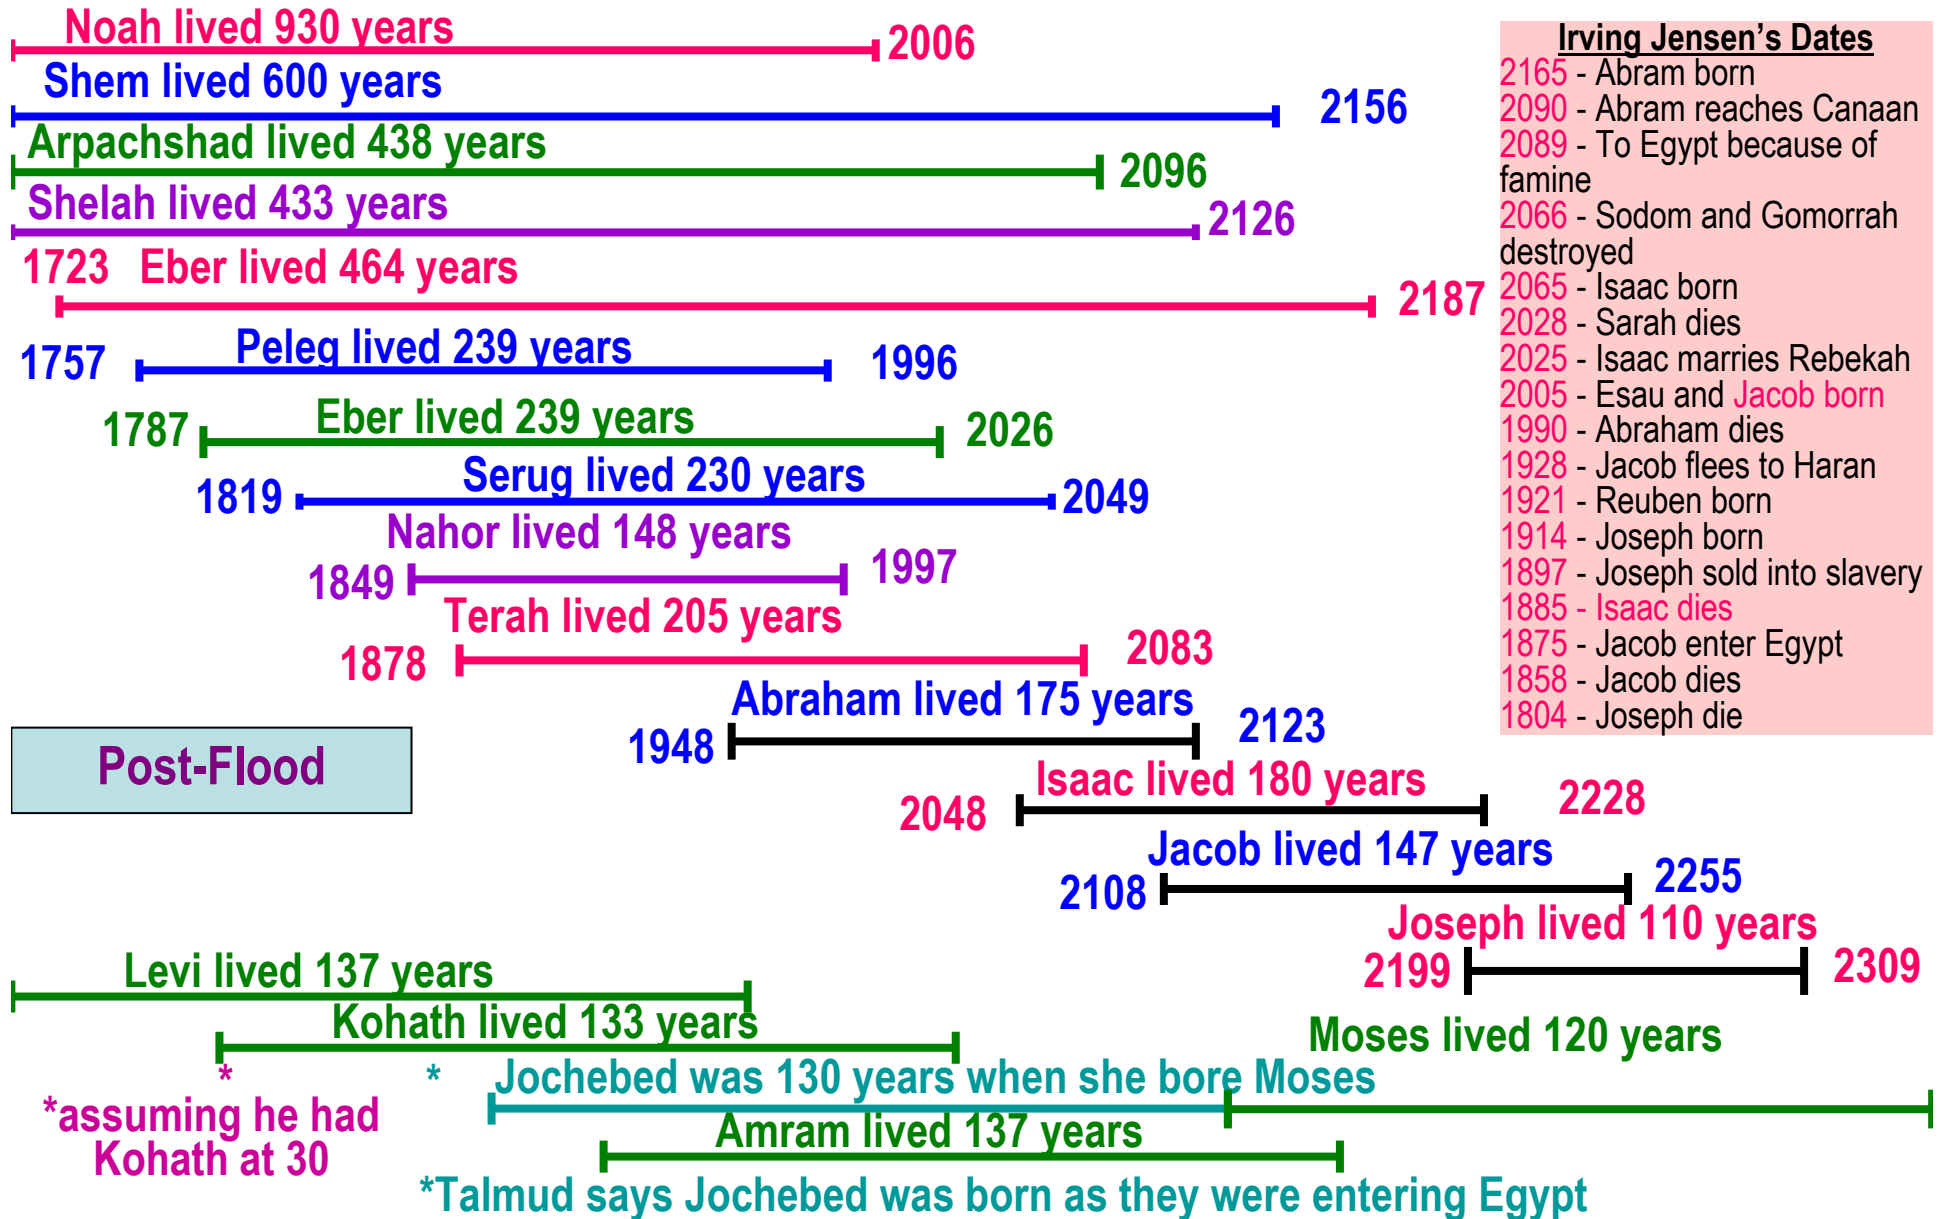 Noah lived 930 years
2006
Shem lived 600 years
2156
Arpachshad lived 438 years
2096
Shelah lived 433 years
2126
1723 Eber lived 464 years
2187
Peleg lived 239 years
1757
1996
Eber lived 239 years
1787
2026
Serug lived 230 years
1819
2049
Nahor lived 148 years
1849
1997
Terah lived 205 years
1878
2083
Abraham lived 175 years
1948
2123
Post-Flood
Isaac lived 180 years
2048
2228
Jacob lived 147 years
2108
2255
Joseph lived 110 years
2199
2309
Levi lived 137 years
Kohath lived 133 years
Moses lived 120 years
*
* Jochebed was 130 years when she bore Moses
*assuming he had
Kohath at 30
Amram lived 137 years
*Talmud says Jochebed was born as they were entering Egypt
Irving Jensen's Dates
2165 - Abram born
2090 - Abram reaches Canaan
2089 - To Egypt because of
famine
2066 - Sodom and Gomorrah
destroyed
2065 - Isaac born
2028 - Sarah dies
2025 - Isaac marries Rebekah
2005 - Esau and Jacob born
1990 - Abraham dies
1928 - Jacob flees to Haran
1921 - Reuben born
1914 - Joseph born
1897 - Joseph sold into slavery
1885 - Isaac dies
1875 - Jacob enter Egypt
1858 - Jacob dies
1804 - Joseph die